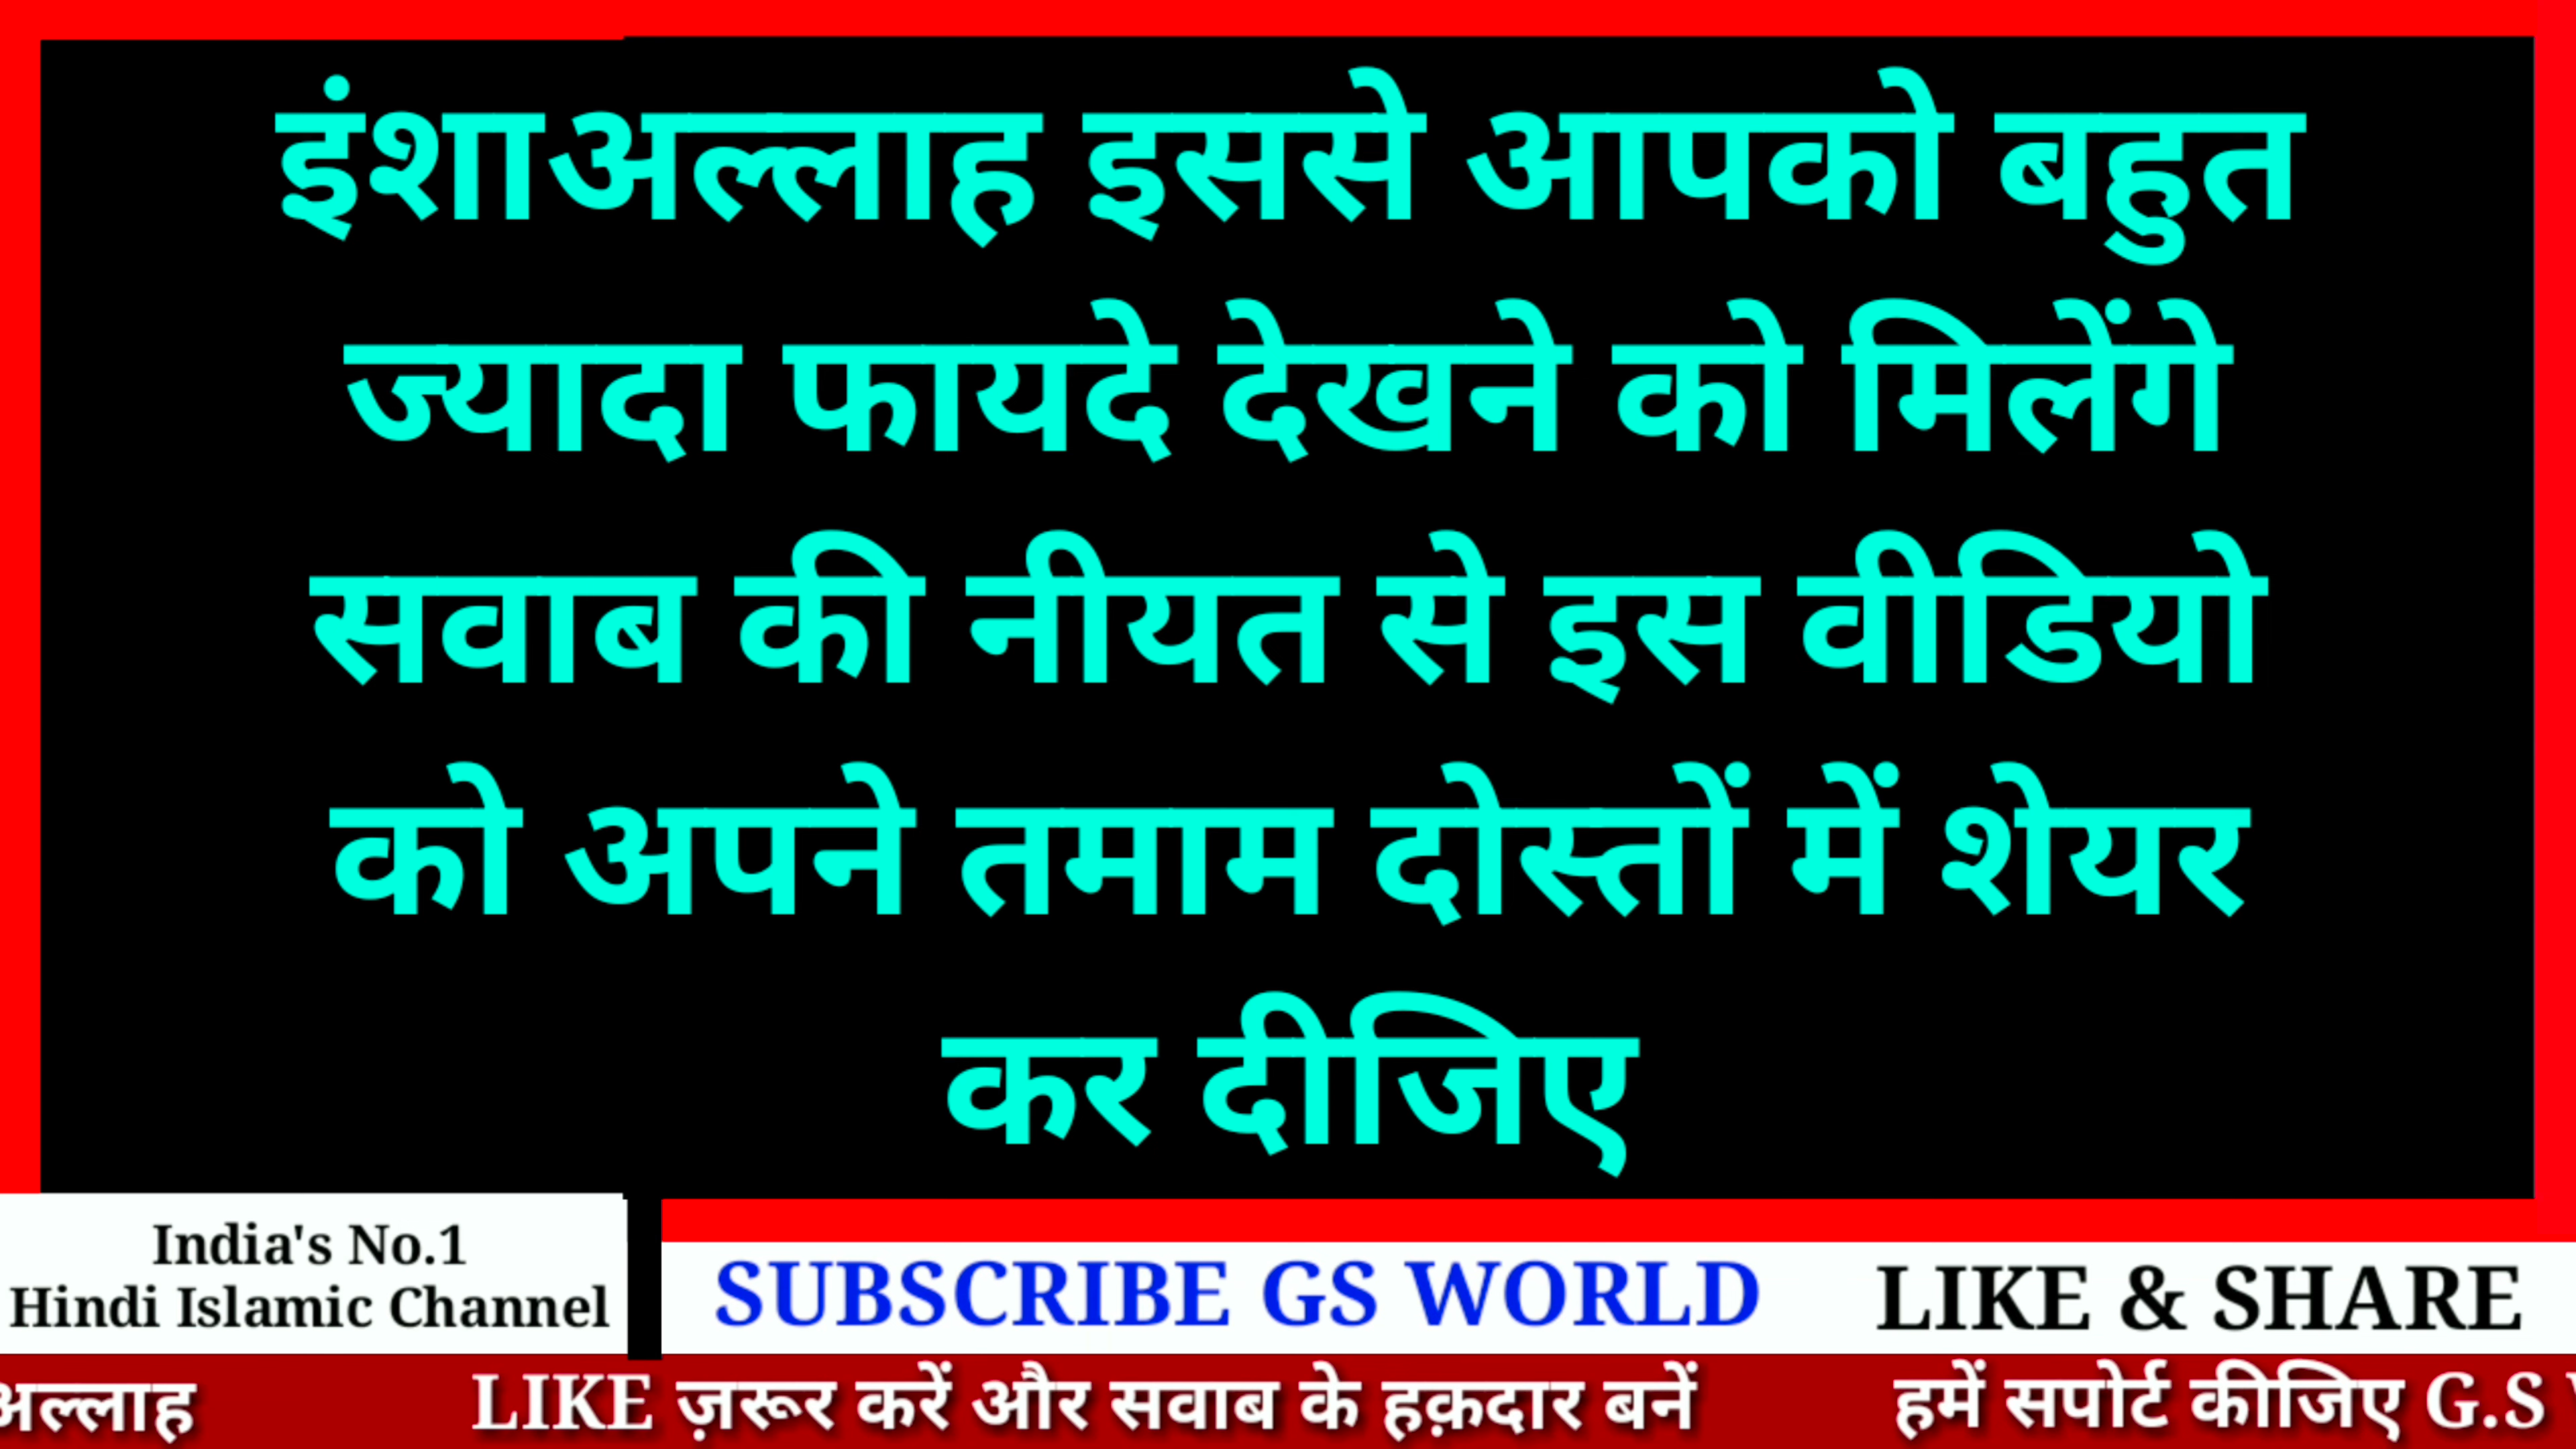 इंशाअल्लाह इससे आपको बहुत
ज्यादा फायदे देखने को मिलेंगे
सवाब की नीयत से इस वीडियो
को अपने तमाम दोस्तों में शेयर
कर दीजिए
India's No.1
Hindi Islamic Channel
SUBSCRIBE GS WORLD
LIKE & SHARE
अल्लाह LIKE ज़रूर करें और सवाब के हक़दार बनें हमें सपोर्ट कीजिए G.S